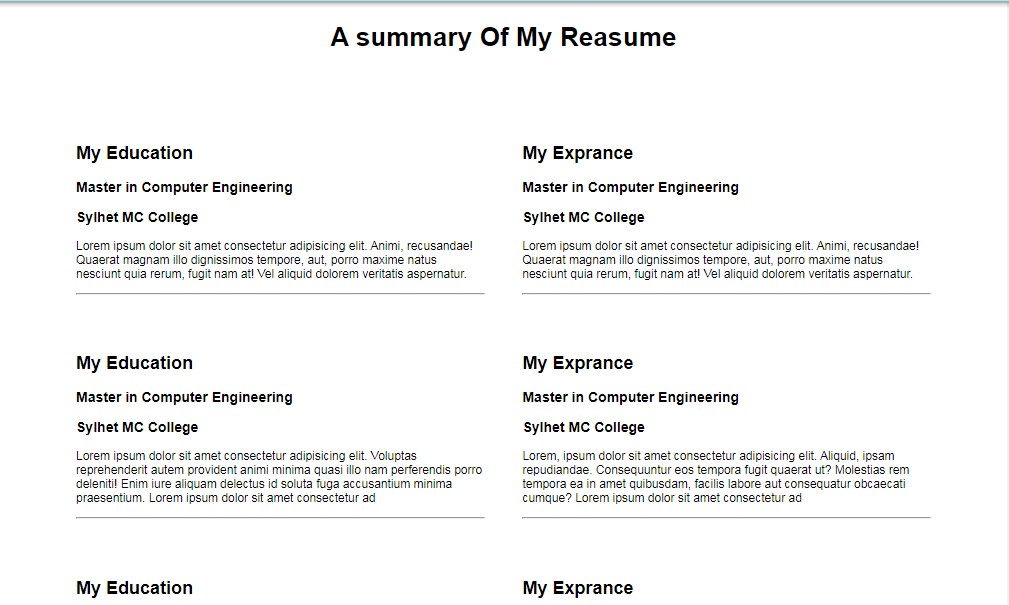 A summary Of My Reasume
My Education
Master in Computer Engineering
Sylhet MC College
Lorem ipsum dolor sit amet consectetur adipisicing elit. Animi, recusandae!
Quaerat magnam illo dignissimos tempore, aut, porro maxime natus
nesciunt quia rerum, fugit nam at! Vel aliquid dolorem veritatis aspernatur.
My Exprance
Master in Computer Engineering
Sylhet MC College
Lorem ipsum dolor sit amet consectetur adipisicing elit. Animi, recusandae!
Quaerat magnam illo dignissimos tempore, aut, porro maxime natus
nesciunt quia rerum, fugit nam at! Vel aliquid dolorem veritatis aspernatur.
My Education
Master in Computer Engineering
Sylhet MC College
Lorem ipsum dolor sit amet consectetur adipisicing elit. Voluptas
reprehenderit autem provident animi minima quasi illo nam perferendis porro
deleniti! Enim iure aliquam delectus id soluta fuga accusantium minima
praesentium. Lorem ipsum dolor sit amet consectetur ad
My Exprance
Master in Computer Engineering
Sylhet MC College
Lorem, ipsum dolor sit amet consectetur adipisicing elit. Aliquid, ipsam
repudiandae. Consequuntur eos tempora fugit quaerat ut? Molestias rem
tempora ea in amet quibusdam, facilis labore aut consequatur obcaecati
cumque? Lorem ipsum dolor sit amet consectetur ad
My Education
My Exprance